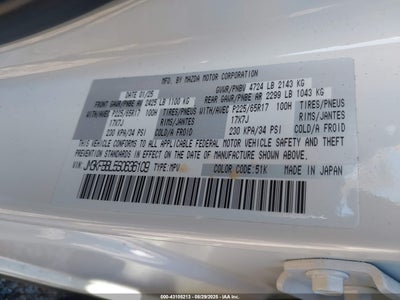 MFD. BY MAZDA MOTOR CORPORATION
DATE 01/25 GVWR/PNBV 4724 LB 2143 KG
FRONT GAWR/PNBE AV 2425 LB 1100 KG REAR GAWR/PNBE AR 2299 LB 1043 KG
WITH/AVEC P225/65R17 100H TIRES/PNEUS WITH/AVEC P225/65R17 100H TIRES/PNEUS
17X7J RIMS/JANTES 17X7J RIMS/JANTES
230 KPA/34 PSI COLD/A FROID 230 KPA/34 PSI COLD/A FROID
THIS VEHICLE CONFORMS TO ALL APPLICABLE FEDERAL MOTOR VEHICLE SAFETY AND THEFT
PREVENTION STANDARDS IN EFFECT ON THE DATE OF MANUFACTURE SHOWN ABOVE.
VIN: TYPE:MPV COLOR CODE:51K MADE IN JAPAN
000-43108213 - 08/29/2025 - IAA Inc.